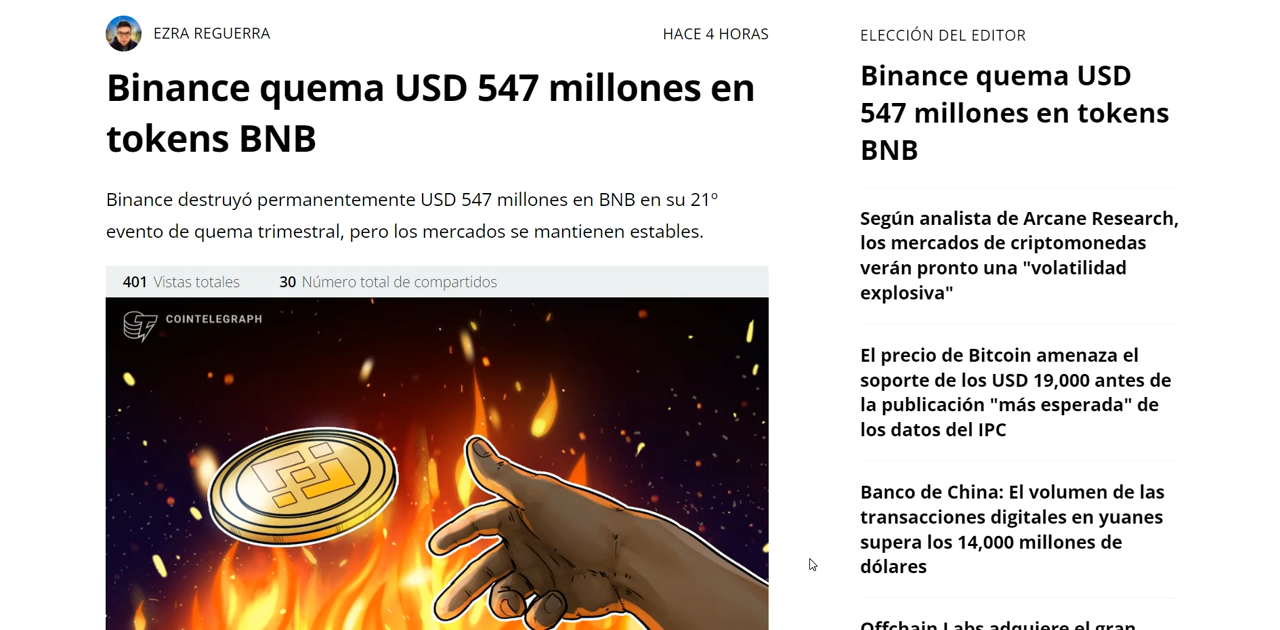 EZRA REGUERRA
HACE 4 HORAS
Binance quema USD 547 millones en
tokens BNB
Binance destruyó permanentemente USD 547 millones en BNB en su 21º
evento de quema trimestral, pero los mercados se mantienen estables.
401 Vistas totales
30 Número total de compartidos
COINTELEGRAPH
ELECCIÓN DEL EDITOR
Binance quema USD
547 millones en tokens
BNB
Según analista de Arcane Research,
los mercados de criptomonedas
verán pronto una "volatilidad
explosiva"
El precio de Bitcoin amenaza el
soporte de los USD 19,000 antes de
la publicación "más esperada" de
los datos del IPC
Banco de China: El volumen de las
transacciones digitales en yuanes
supera los 14,000 millones de
dólares
Offchain Labs adquiere el gran